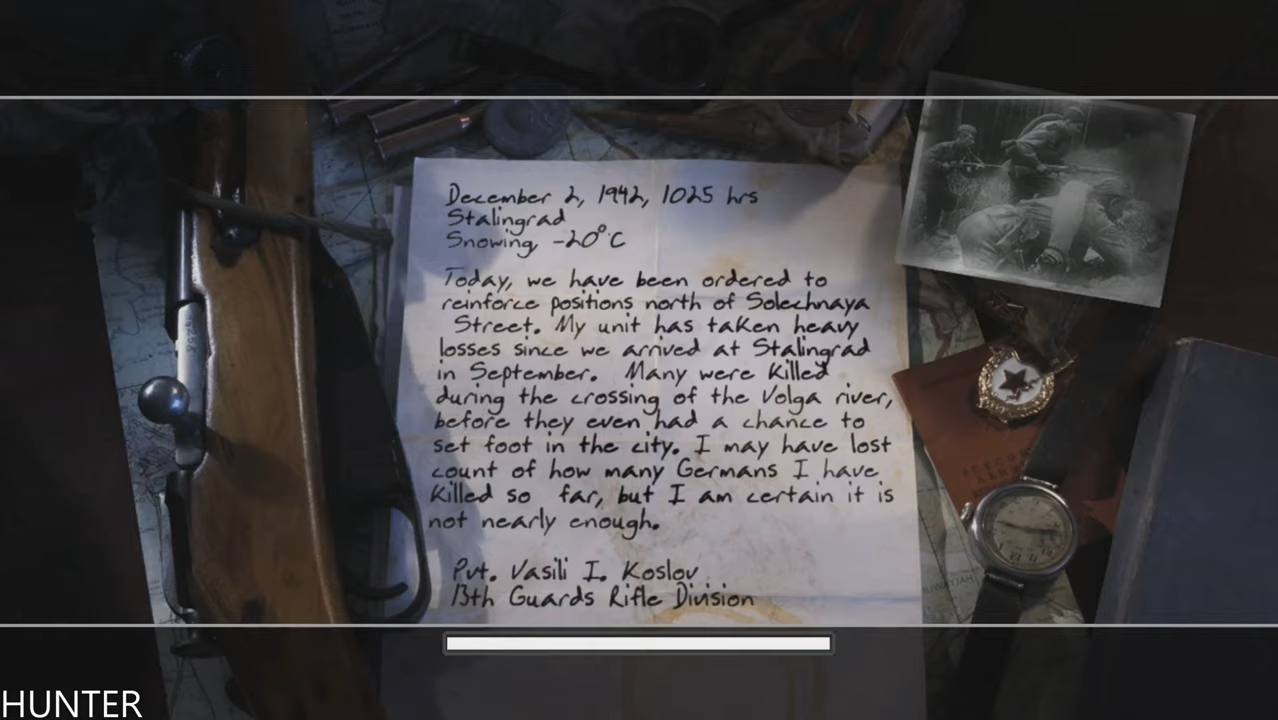 December 2, 1942, 1025 hrs
Stalingrad
Snowing, -20°C
Today, we have been ordered to
reinforce positions north of Solechnaya
Street. My unit has taken heavy
losses since we arrived at Stalingrad
in September. Many were killed
during the crossing of the Volga river,
before they even had a chance to
set foot in the city. I may have lost
count of how many Germans I have
killed so far, but I am certain it is
not nearly enough.
Pvt. Vasili I. Koslov
13th Guards Rifle Division
HUNTER